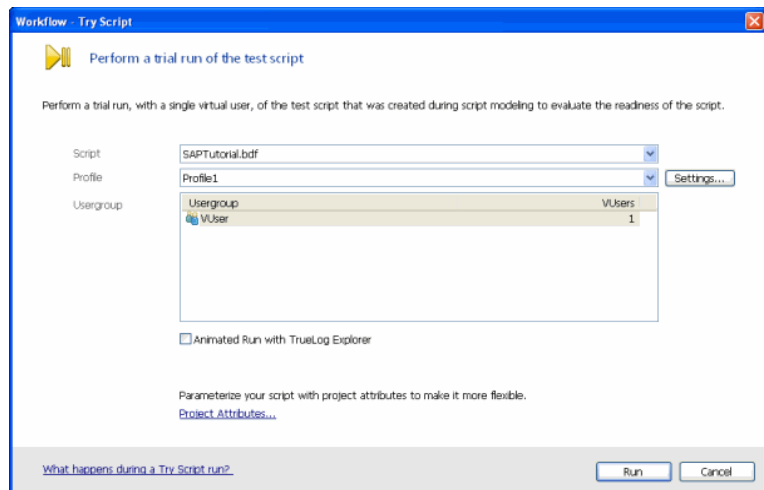 Workflow - Try Script
Perform a trial run of the test script
Perform a trial run, with a single virtual user, of the test script that was created during script modeling to evaluate the readiness of the script.
Script SAPTutorial.bdf
Profile Profile1 Settings...
Usergroup Usergroup VUsers
VUser 1
Animated Run with TrueLog Explorer
Parameterize your script with project attributes to make it more flexible.
Project Attributes...
What happens during a Try Script run? Run Cancel